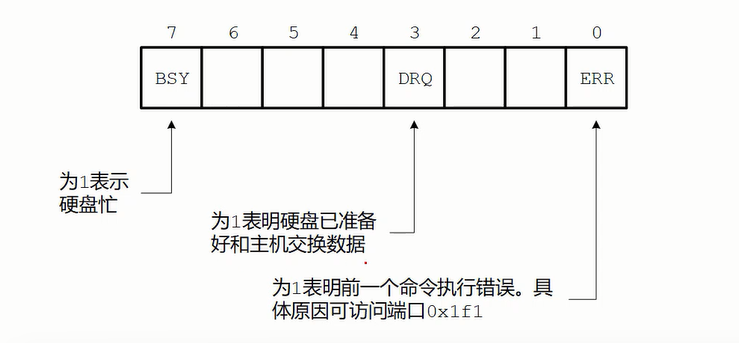 7 6 5 4 3 2 1 0
BSY DRQ ERR
为1表示
硬盘忙
为1表明硬盘已准备
好和主机交换数据
为1表明前一个命令执行错误。具
体原因可访问端口0x1f1